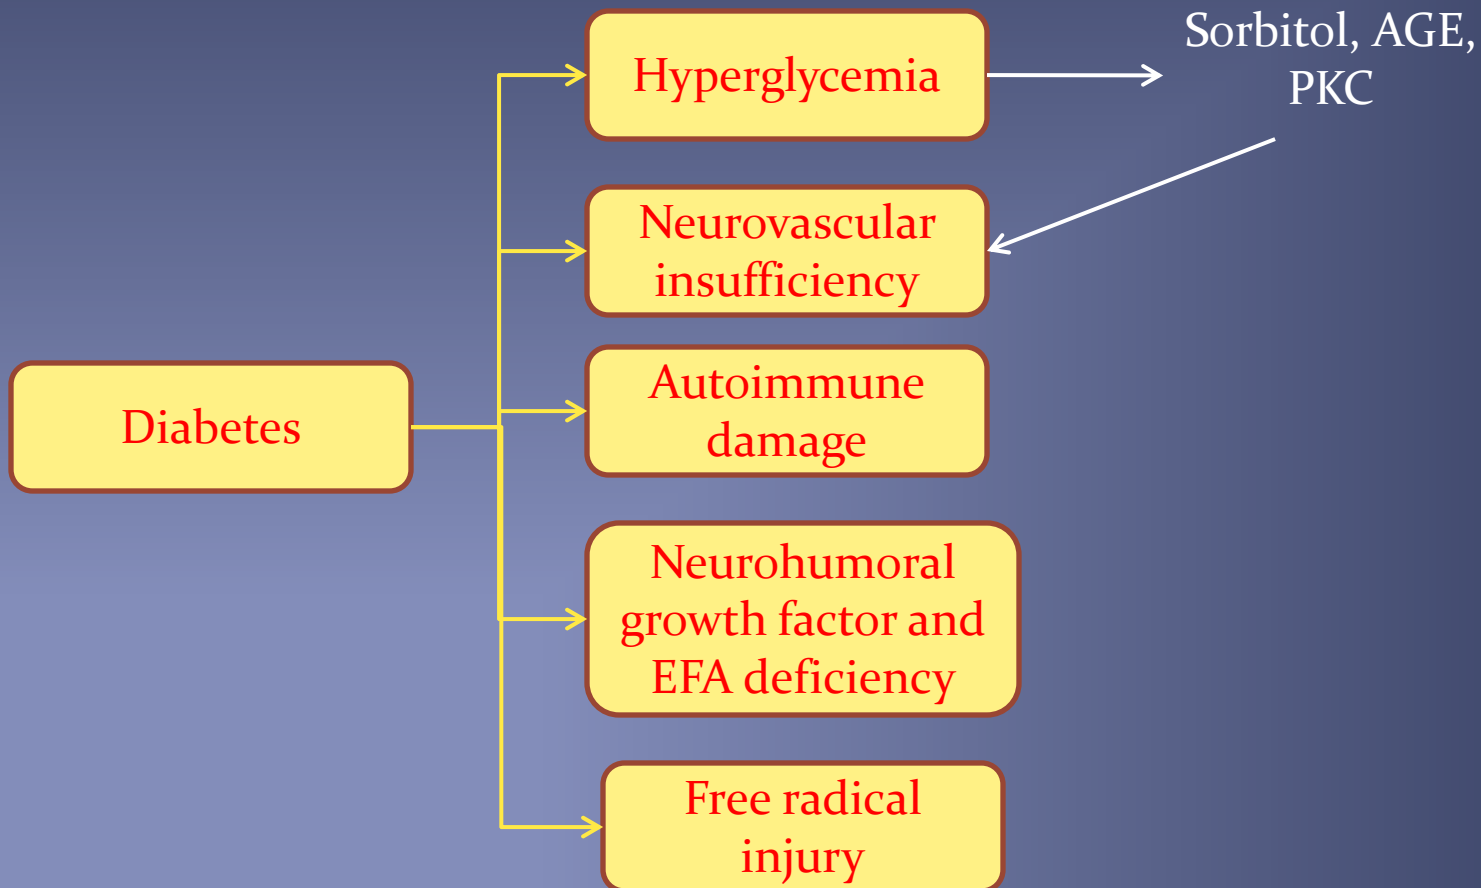 Hyperglycemia
Sorbitol, AGE,
PKC
Neurovascular
insufficiency
Autoimmune
damage
Diabetes
Neurohumoral
growth factor and
EFA deficiency
Free radical
injury